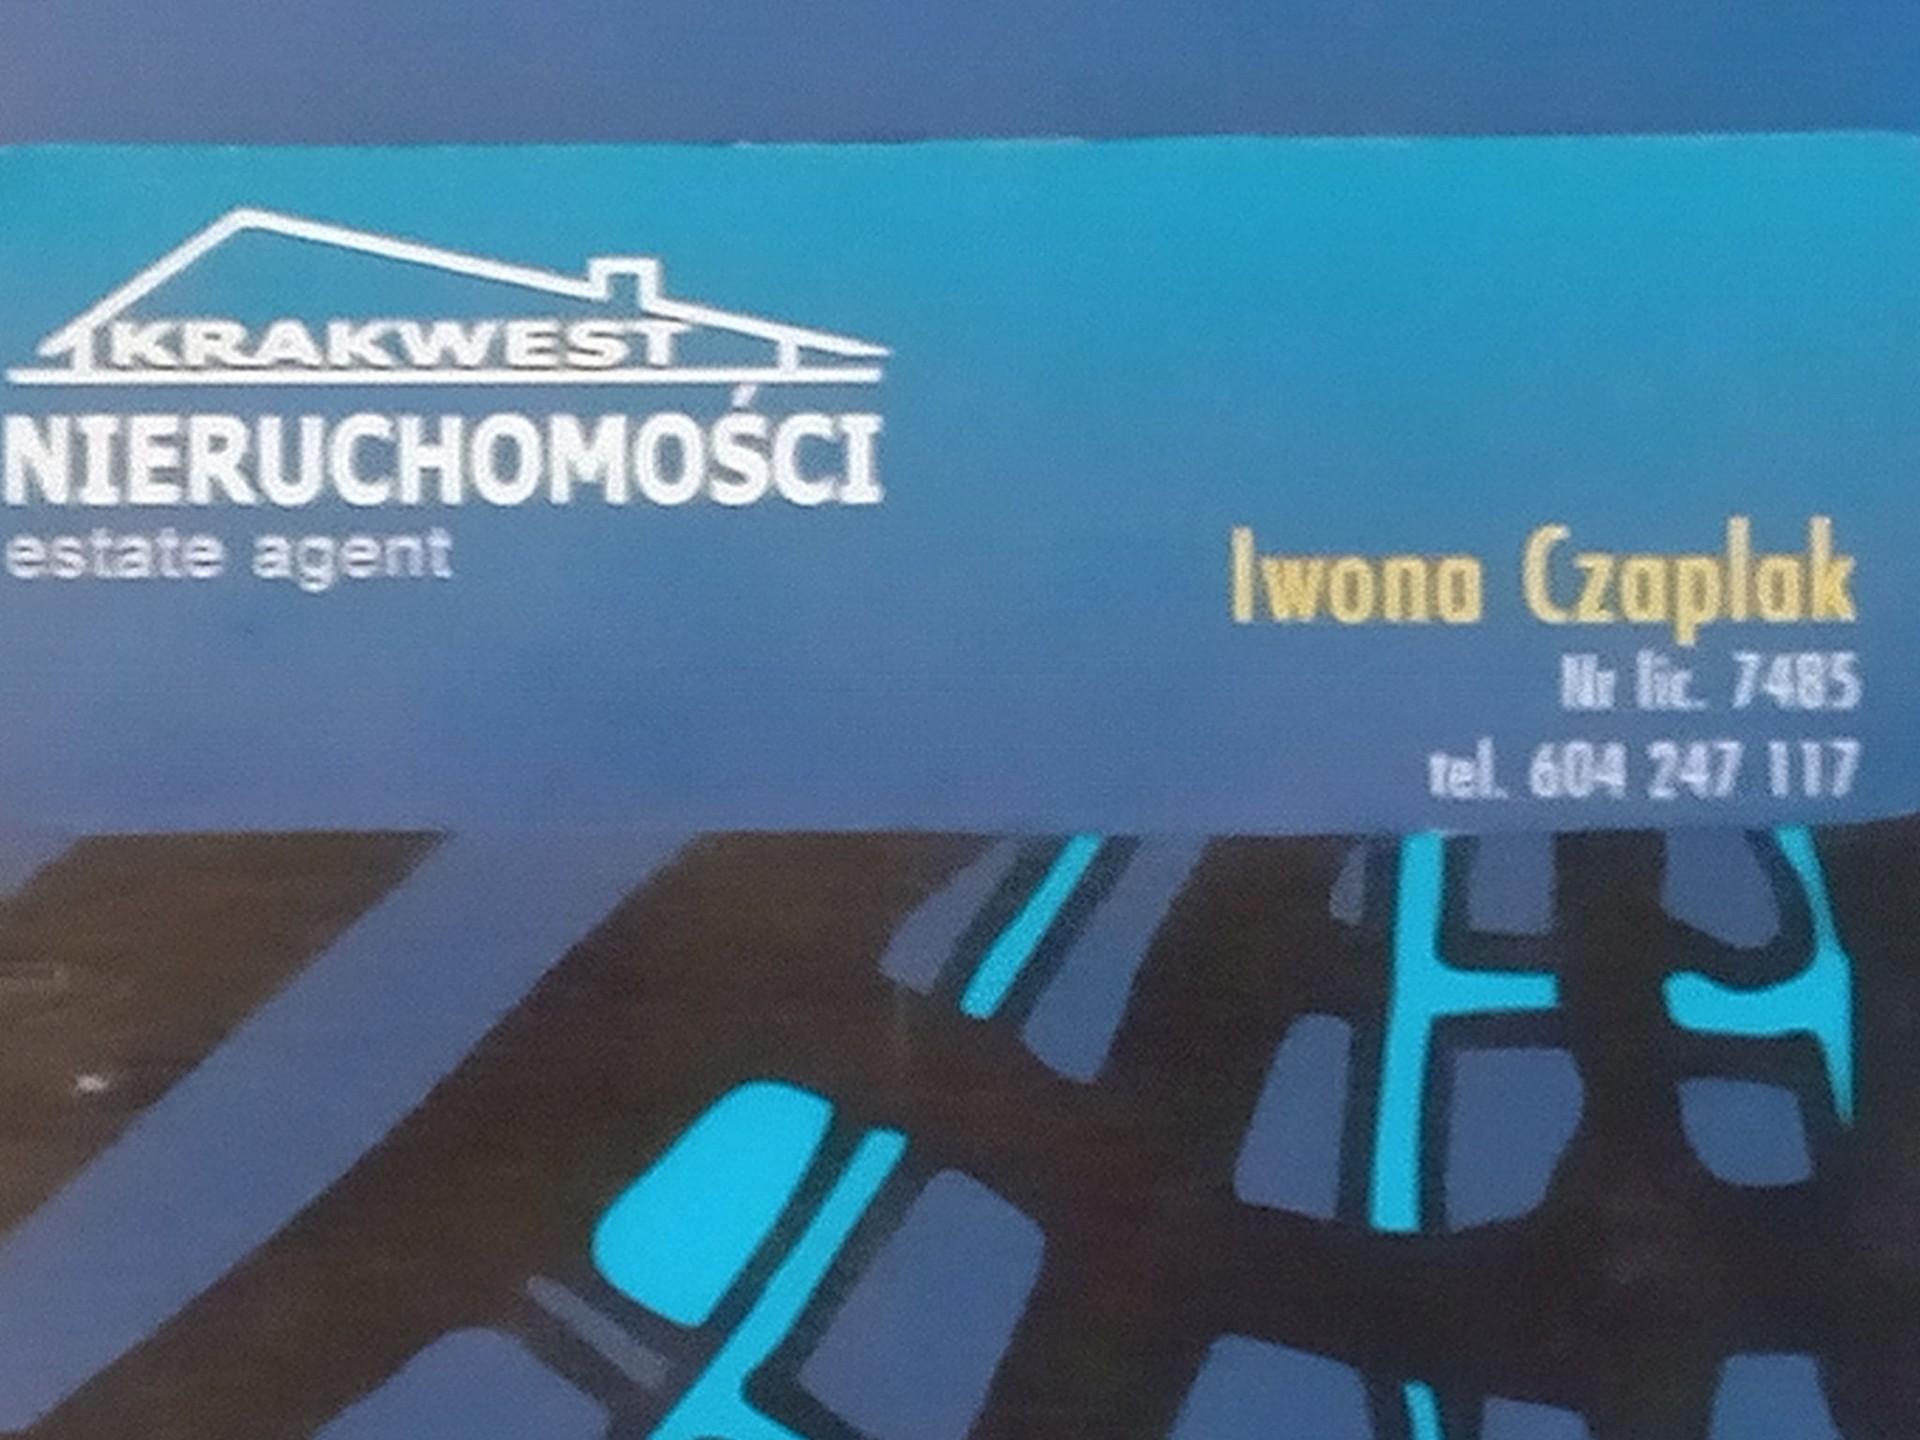 KRAKWEST
NIERUCHOMOŚCI
estate agent
Iwona Czaplak
Nr lic. 7485
tel. 604 247 117